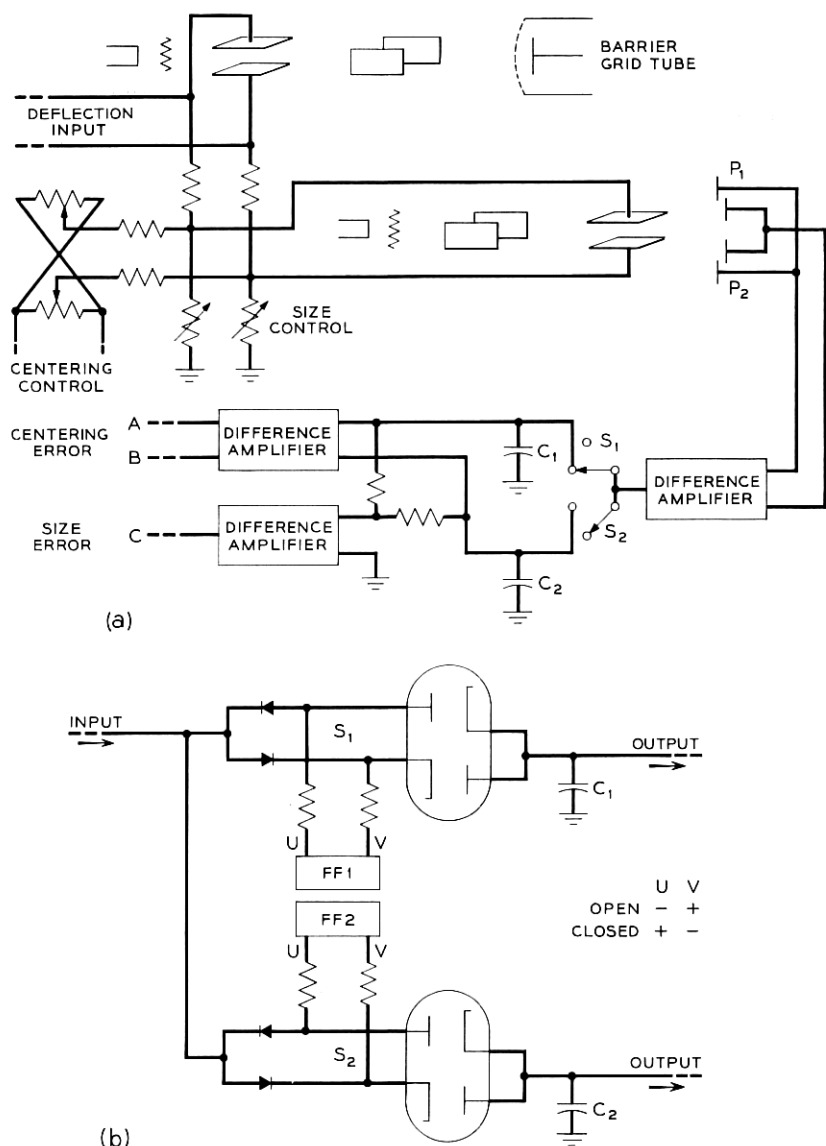 BARRIER
GRID TUBE
DEFLECTION
INPUT
P1
P2
SIZE
CONTROL
CENTERING
CONTROL
CENTERING
ERROR
A
B
DIFFERENCE
AMPLIFIER
C1
S1
S2
DIFFERENCE
AMPLIFIER
SIZE
ERROR
C
DIFFERENCE
AMPLIFIER
C2
(a)
INPUT
S1
OUTPUT
C1
U V
FF1
FF2
U V
U V
OPEN - +
CLOSED + -
S2
OUTPUT
C2
(b)